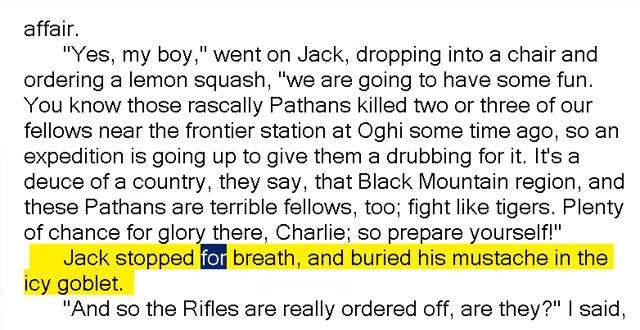 affair.
"Yes, my boy," went on Jack, dropping into a chair and
ordering a lemon squash, "we are going to have some fun.
You know those rascally Pathans killed two or three of our
fellows near the frontier station at Oghi some time ago, so an
expedition is going up to give them a drubbing for it. It's a
deuce of a country, they say, that Black Mountain region, and
these Pathans are terrible fellows, too; fight like tigers. Plenty
of chance for glory there, Charlie; so prepare yourself!"
Jack stopped for breath, and buried his mustache in the
icy goblet.
"And so the Rifles are really ordered off, are they?" I said,